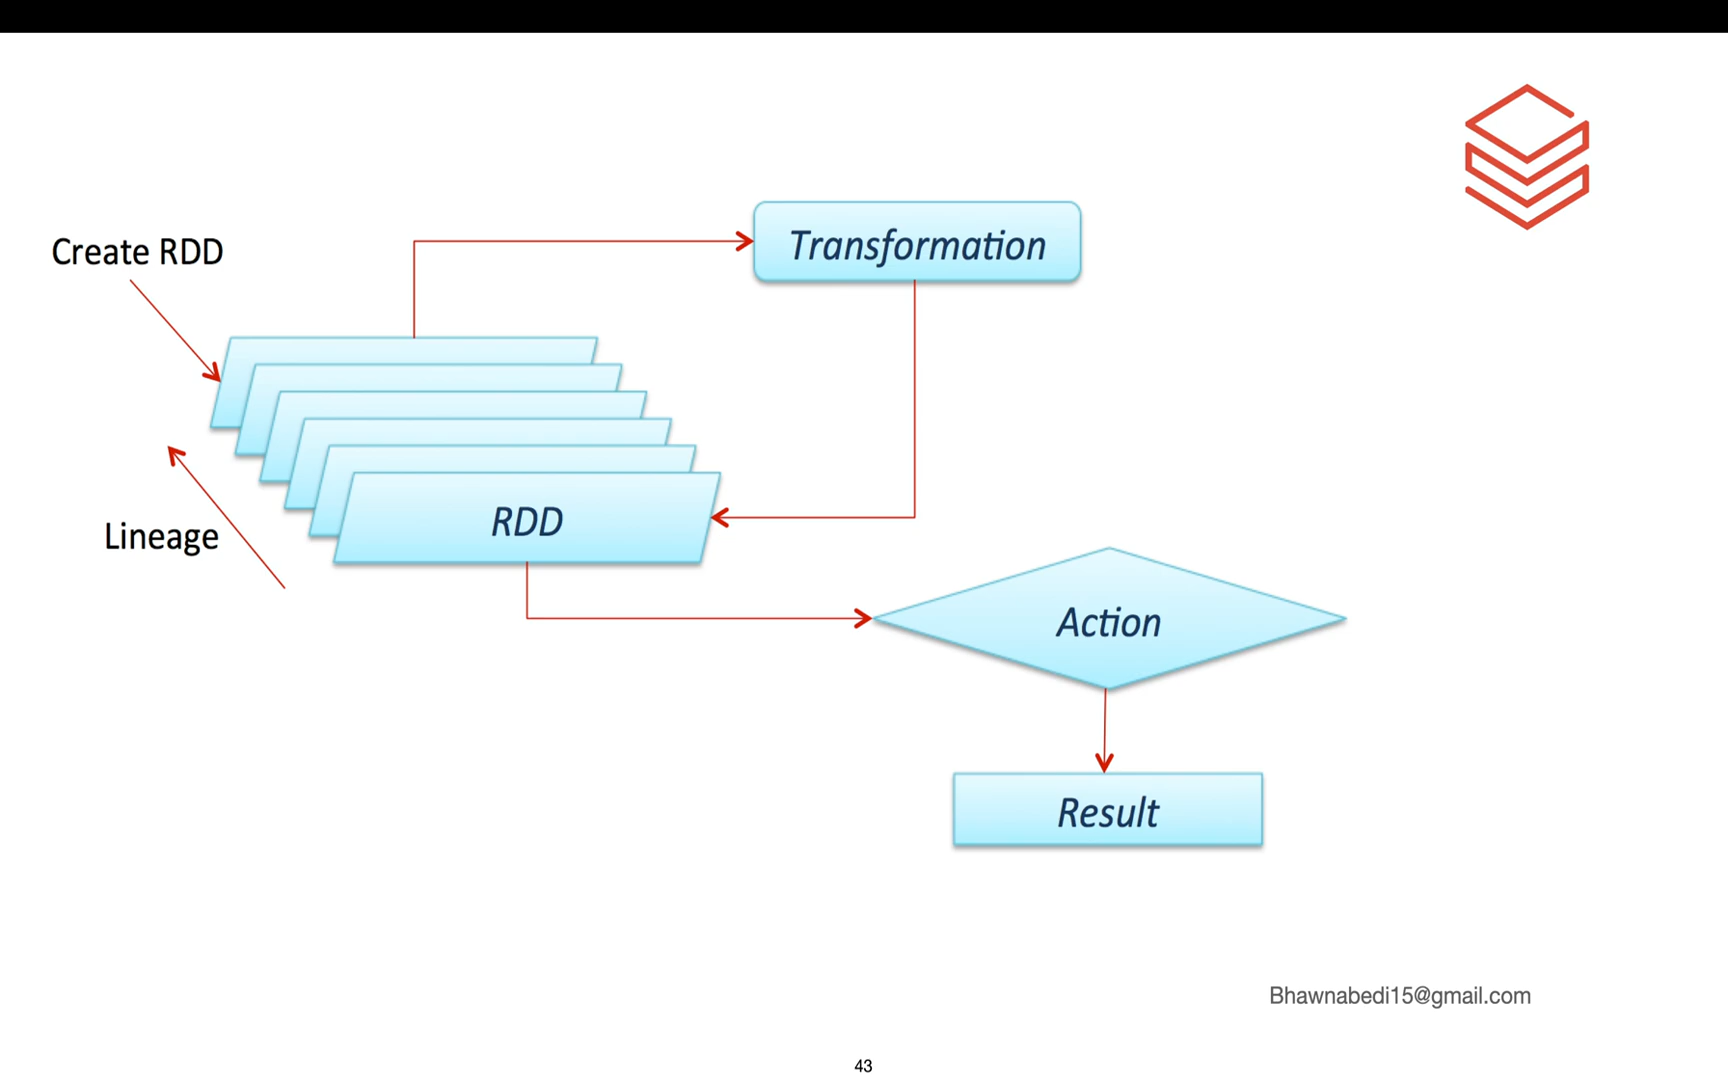 Create RDD
Transformation
Lineage
RDD
Action
Result
Bhawnabedi15@gmail.com
43